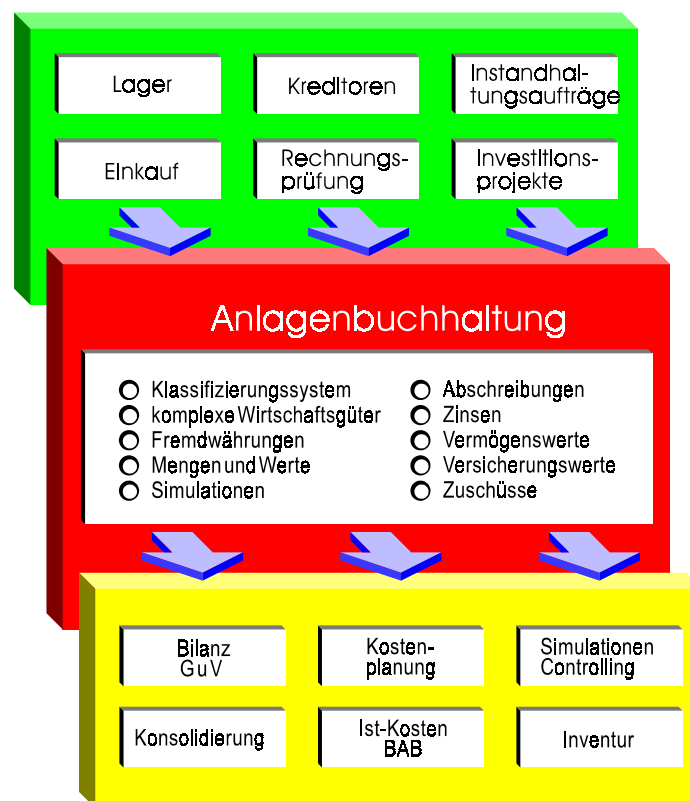 Lager
Kreditoren
Instandhal-
tungsaufträge
Einkauf
Rechnungs-
prüfung
Investitions-
projekte
Anlagenbuchhaltung
Klassifizierungssystem
komplexe Wirtschaftsgüter
Fremdwährungen
Mengen und Werte
Simulationen
Abschreibungen
Zinsen
Vermögenswerte
Versicherungswerte
Zuschüsse
Bilanz
GuV
Kosten-
planung
Simulationen
Controlling
Konsolidierung
Ist-Kosten
BAB
Inventur